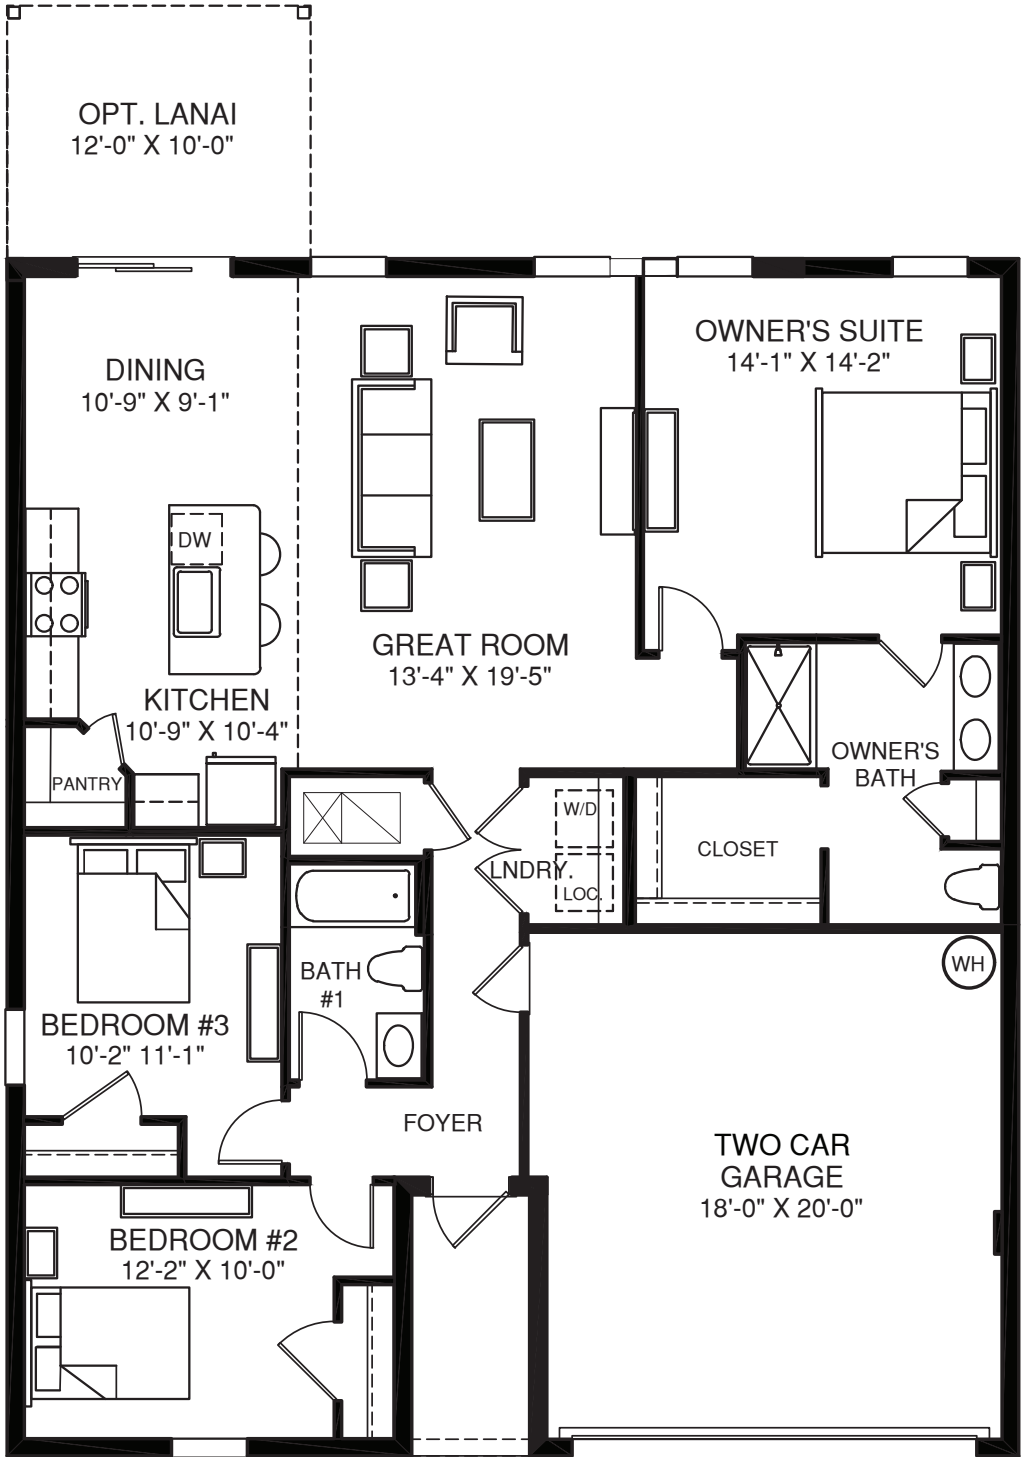 OPT. LANAI
12'-0" X 10'-0"
OWNER'S SUITE
14'-1" X 14'-2"
DINING
10'-9" X 9'-1"
DW
GREAT ROOM
13'-4" X 19'-5"
KITCHEN
10'-9" X 10'-4"
OWNER'S
BATH
PANTRY
W/D
CLOSET
LNDRY.
LOC.
WH
BATH
#1
BEDROOM #3
10'-2" 11'-1"
FOYER
TWO CAR
GARAGE
18'-0" X 20'-0"
BEDROOM #2
12'-2" X 10'-0"